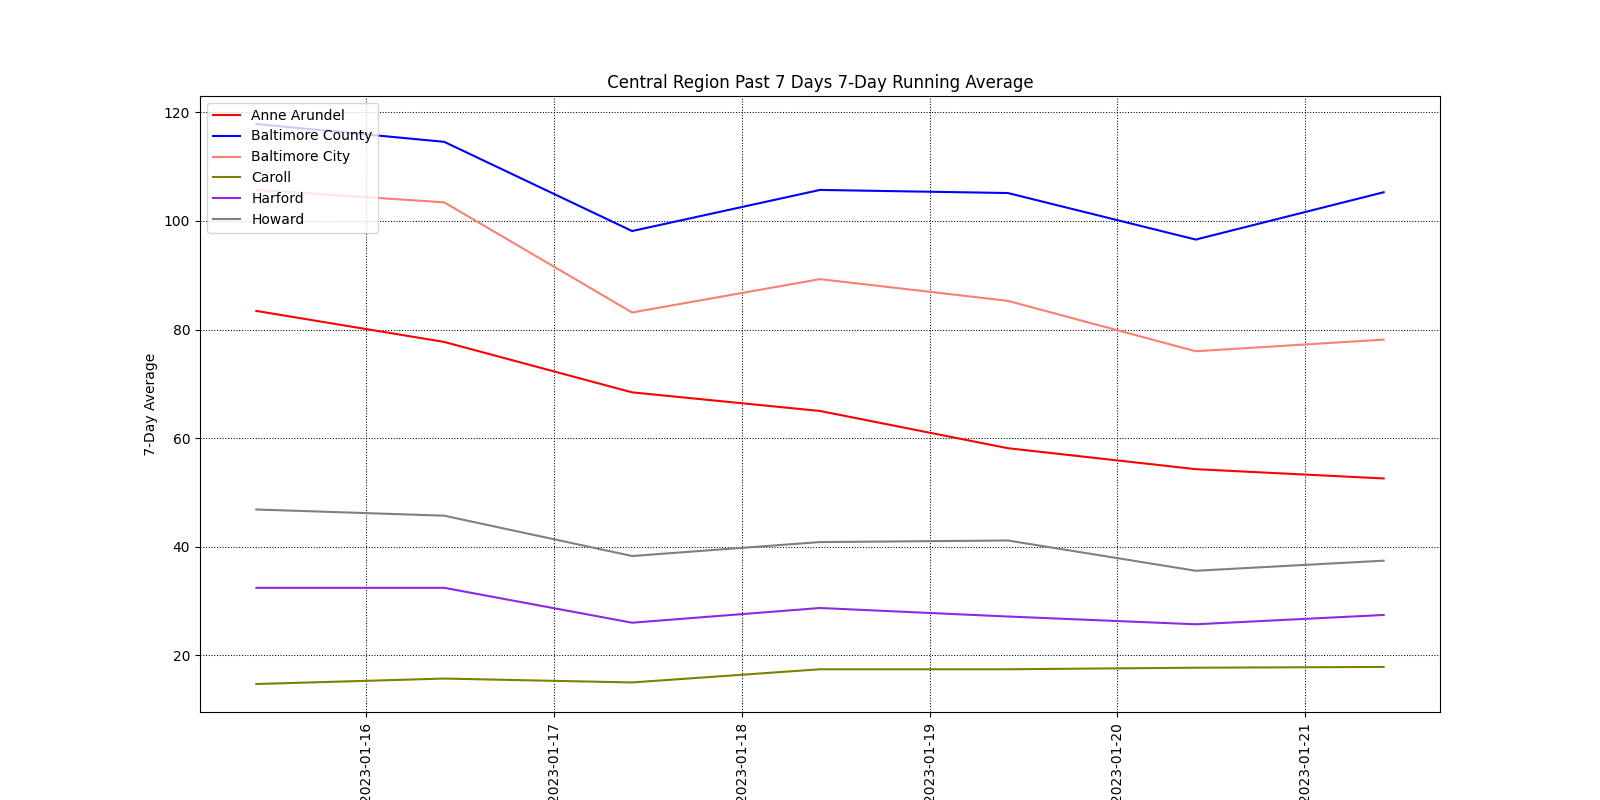 Central Region Past 7 Days 7-Day Running Average
120
100
80
60
40
20
7-Day Average
Anne Arundel
Baltimore County
Baltimore City
Caroll
Harford
Howard
2023-01-16
2023-01-17
2023-01-18
2023-01-19
2023-01-20
2023-01-21